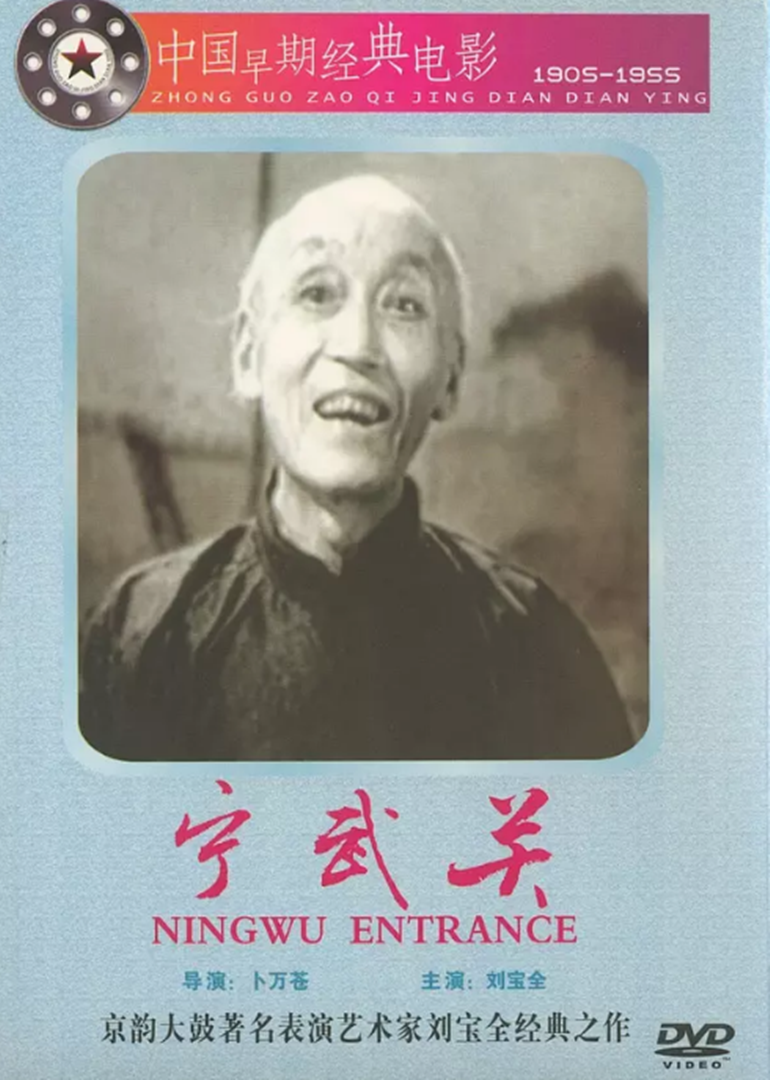 中国早期经典电影 1905-1955
ZHONG GUO ZAO QI JING DIAN DIAN YING
宁武关
NINGWU ENTRANCE
导演：卜万苍 主演：刘宝全
京韵大鼓著名表演艺术家刘宝全经典之作
DVD
VIDEO™